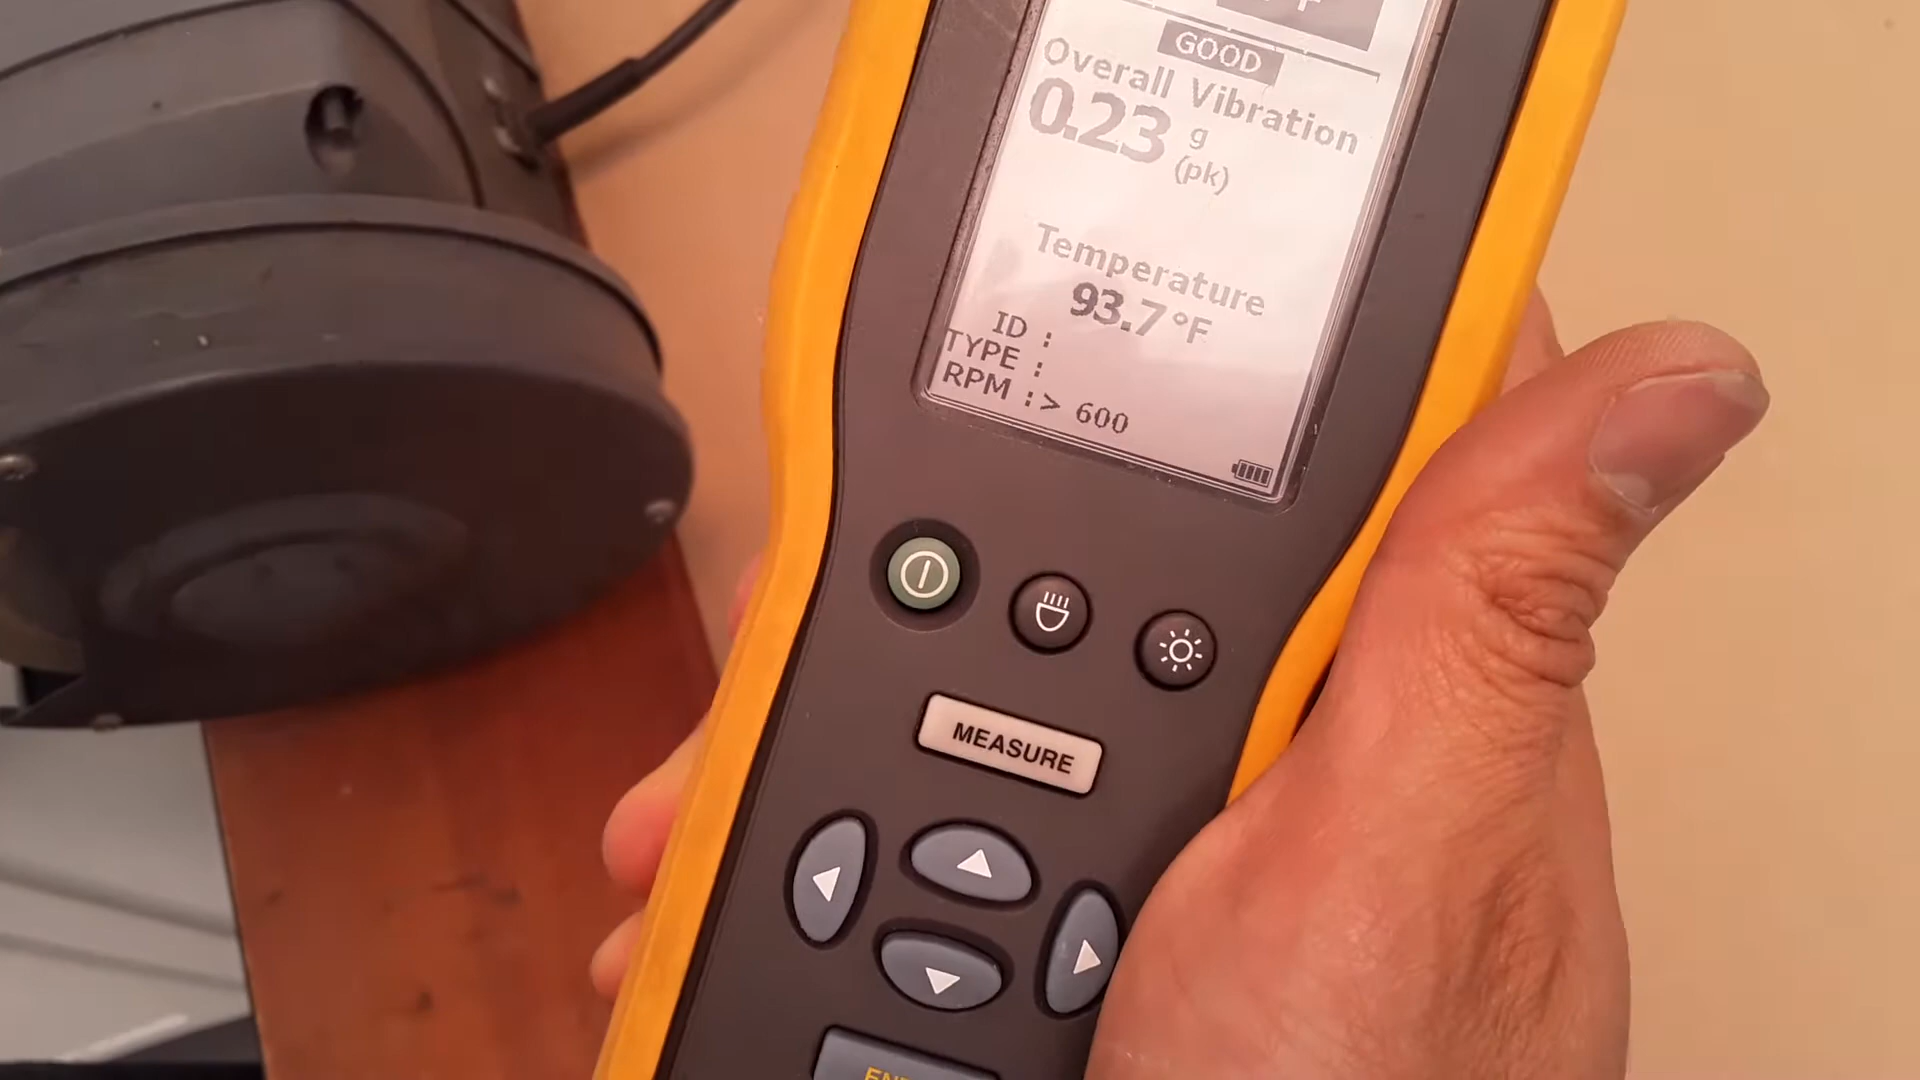 GOOD
Overall Vibration
0.23 g
(pk)
Temperature
93.7 °F
ID :
TYPE :
RPM :> 600
MEASURE